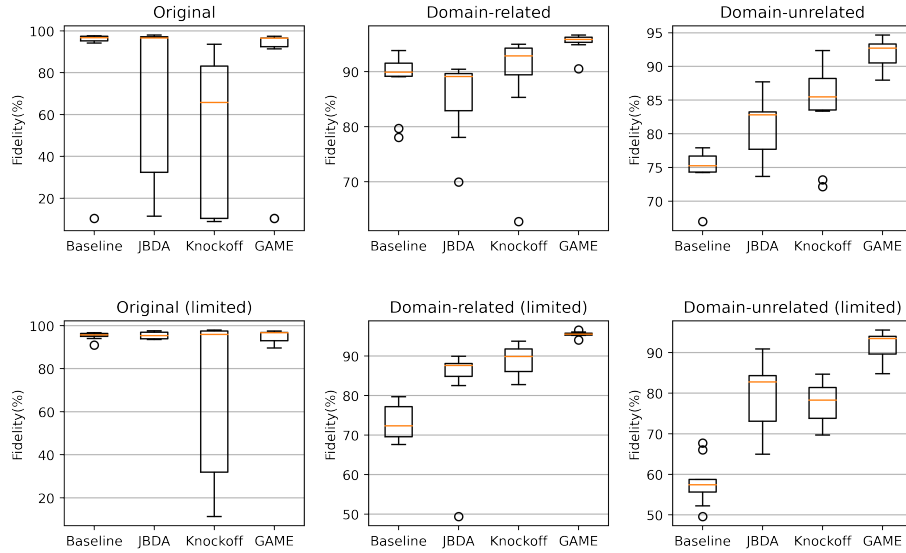 Original
Fidelity(%)
100
80
60
40
20
Baseline JBDA Knockoff GAME
Domain-related
Fidelity(%)
90
80
70
Baseline JBDA Knockoff GAME
Domain-unrelated
Fidelity(%)
95
90
85
80
75
70
Baseline JBDA Knockoff GAME
Original (limited)
Fidelity(%)
100
80
60
40
20
Baseline JBDA Knockoff GAME
Domain-related (limited)
Fidelity(%)
90
80
70
60
50
Baseline JBDA Knockoff GAME
Domain-unrelated (limited)
Fidelity(%)
90
80
70
60
50
Baseline JBDA Knockoff GAME